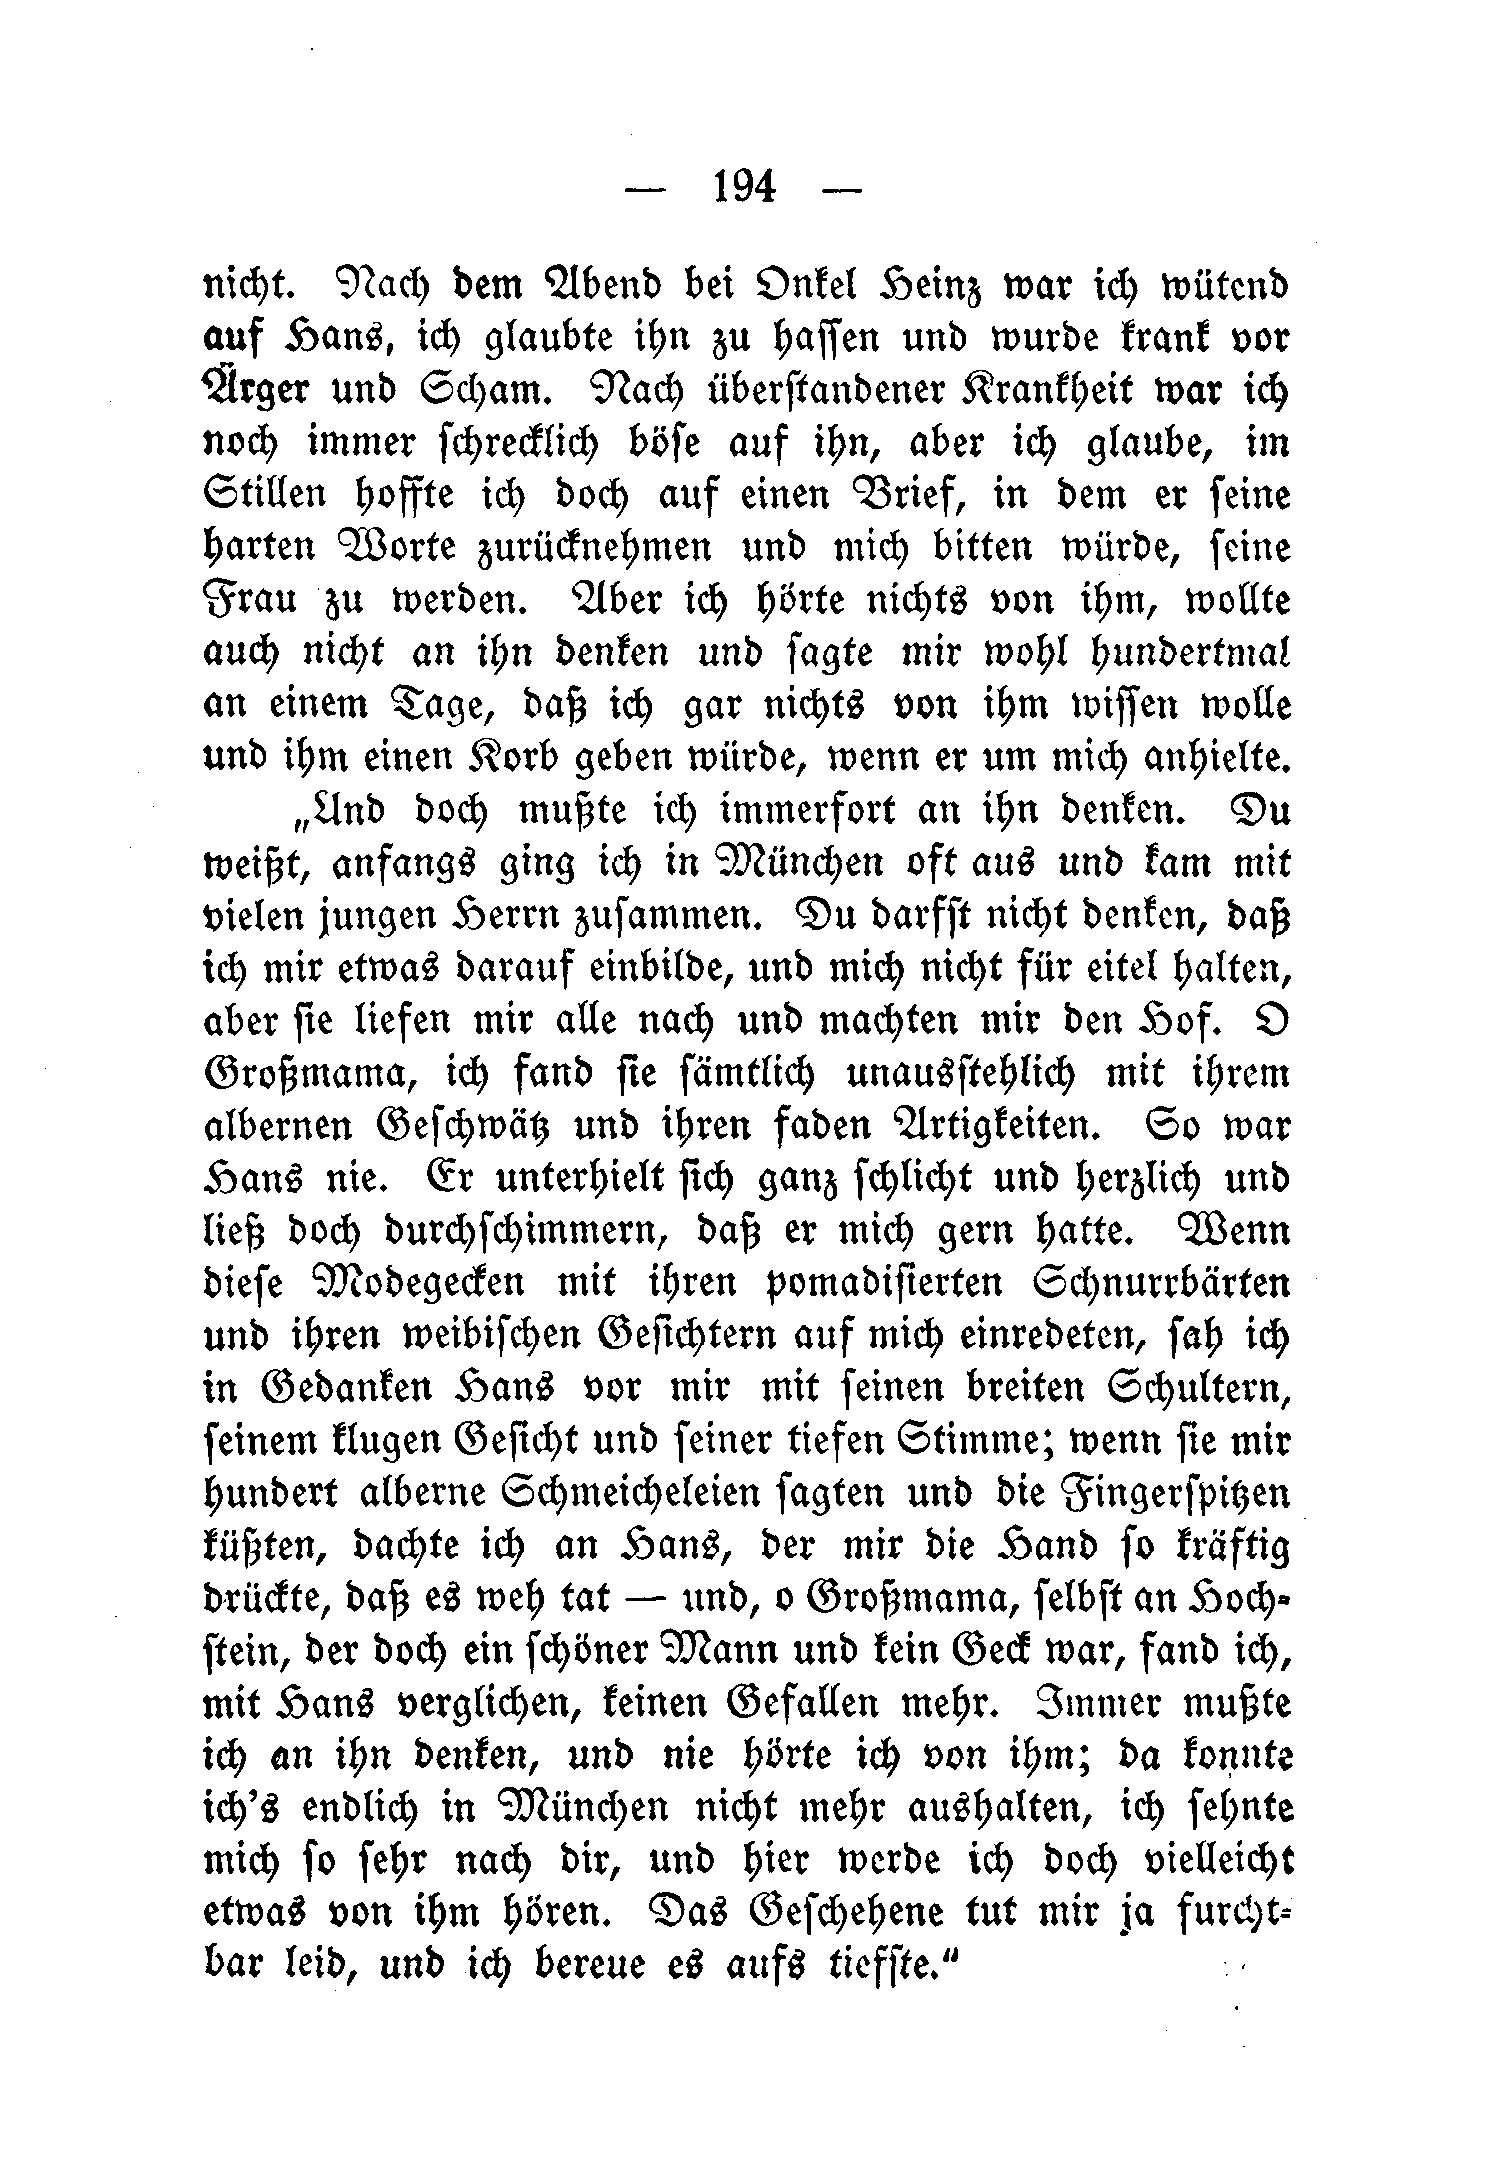 — 194 —
nicht. Nach dem Abend bei Onkel Heinz war ich wütend
auf Hans, ich glaubte ihn zu hassen und wurde krank vor
Ärger und Scham. Nach überstandener Krankheit war ich
noch immer schrecklich böse auf ihn, aber ich glaube, im
Stillen hoffte ich doch auf einen Brief, in dem er seine
harten Worte zurücknehmen und mich bitten würde, seine
Frau zu werden. Aber ich hörte nichts von ihm, wollte
auch nicht an ihn denken und sagte mir wohl hundertmal
an einem Tage, daß ich gar nichts von ihm wissen wolle
und ihm einen Korb geben würde, wenn er um mich anhielte.
„Und doch mußte ich immerfort an ihn denken. Du
weißt, anfangs ging ich in München oft aus und kam mit
vielen jungen Herrn zusammen. Du darfst nicht denken, daß
ich mir etwas darauf einbilde, und mich nicht für eitel halten,
aber sie liefen mir alle nach und machten mir den Hof. O
Großmama, ich fand sie sämtlich unausstehlich mit ihrem
albernen Geschwätz und ihren faden Artigkeiten. So war
Hans nie. Er unterhielt sich ganz schlicht und herzlich und
ließ doch durchschimmern, daß er mich gern hatte. Wenn
diese Modegecken mit ihren pomadisierten Schnurrbärten
und ihren weibischen Gesichtern auf mich einredeten, sah ich
in Gedanken Hans vor mir mit seinen breiten Schultern,
seinem klugen Gesicht und seiner tiefen Stimme; wenn sie mir
hundert alberne Schmeicheleien sagten und die Fingerspitzen
küßten, dachte ich an Hans, der mir die Hand so kräftig
drückte, daß es weh tat — und, o Großmama, selbst an Hoch-
stein, der doch ein schöner Mann und kein Geck war, fand ich,
mit Hans verglichen, keinen Gefallen mehr. Immer mußte
ich an ihn denken, und nie hörte ich von ihm; da konnte
ich's endlich in München nicht mehr aushalten, ich sehnte
mich so sehr nach dir, und hier werde ich doch vielleicht
etwas von ihm hören. Das Geschehene tut mir ja furcht-
bar leid, und ich bereue es aufs tiefste."